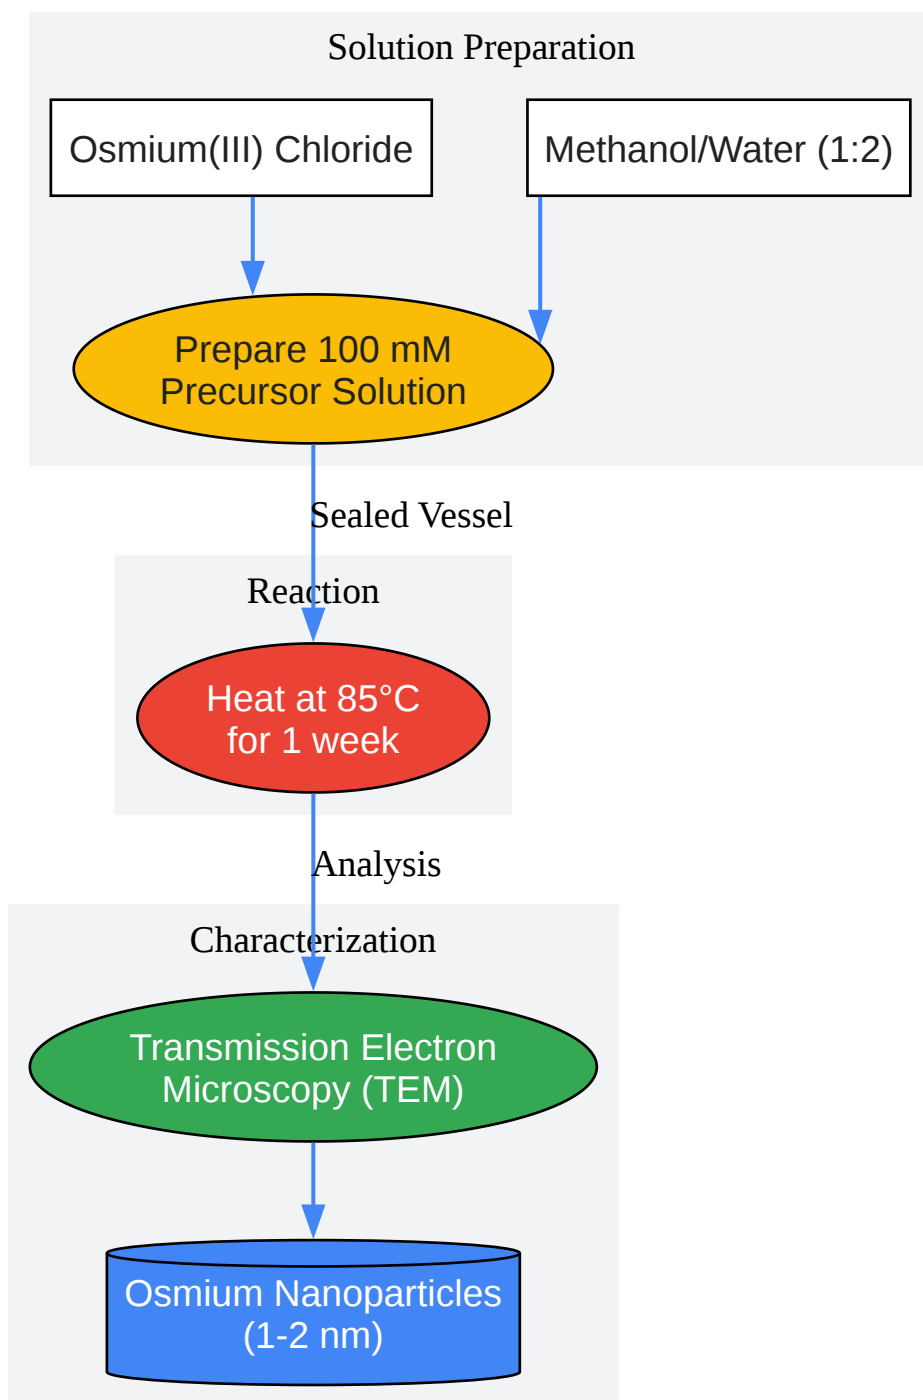 Solution Preparation
Osmium(III) Chloride
Methanol/Water (1:2)
Prepare 100 mM
Precursor Solution
Sealed Vessel
Reaction
Heat at 85°C
for 1 week
Analysis
Characterization
Transmission Electron
Microscopy (TEM)
Osmium Nanoparticles
(1-2 nm)